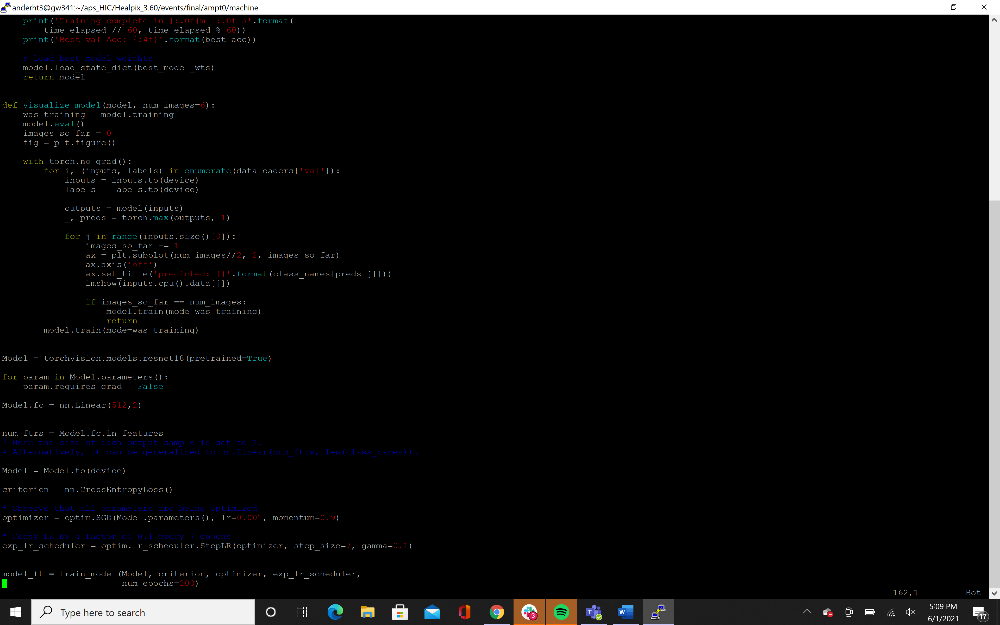 anderht3@gw341:~/aps_HIC/Healpix_3.60/events/final/ampt0/machine
    print('Training complete in {:.0f}m {:.0f}s'.format(
        time_elapsed // 60, time_elapsed % 60))
    print('Best val Acc: {:4f}'.format(best_acc))

    # load best model weights
    model.load_state_dict(best_model_wts)
    return model


def visualize_model(model, num_images=6):
    was_training = model.training
    model.eval()
    images_so_far = 0
    fig = plt.figure()

    with torch.no_grad():
        for i, (inputs, labels) in enumerate(dataloaders['val']):
            inputs = inputs.to(device)
            labels = labels.to(device)

            outputs = model(inputs)
            _, preds = torch.max(outputs, 1)

            for j in range(inputs.size()[0]):
                images_so_far += 1
                ax = plt.subplot(num_images//2, 2, images_so_far)
                ax.axis('off')
                ax.set_title('predicted: {}'.format(class_names[preds[j]]))
                imshow(inputs.cpu().data[j])

                if images_so_far == num_images:
                    model.train(mode=was_training)
                    return
        model.train(mode=was_training)


Model = torchvision.models.resnet18(pretrained=True)

for param in Model.parameters():
    param.requires_grad = False

Model.fc = nn.Linear(512,2)


num_ftrs = Model.fc.in_features
# Here the size of each output sample is set to 2.
# Alternatively, it can be generalized to nn.Linear(num_ftrs, len(class_names)).

Model = Model.to(device)

criterion = nn.CrossEntropyLoss()

# Observe that all parameters are being optimized
optimizer = optim.SGD(Model.parameters(), lr=0.001, momentum=0.9)

# Decay LR by a factor of 0.1 every 7 epochs
exp_lr_scheduler = optim.lr_scheduler.StepLR(optimizer, step_size=7, gamma=0.1)


model_ft = train_model(Model, criterion, optimizer, exp_lr_scheduler,
                       num_epochs=200)
162,1 Bot
Type here to search
3
T
W
5:09 PM
6/1/2021
17